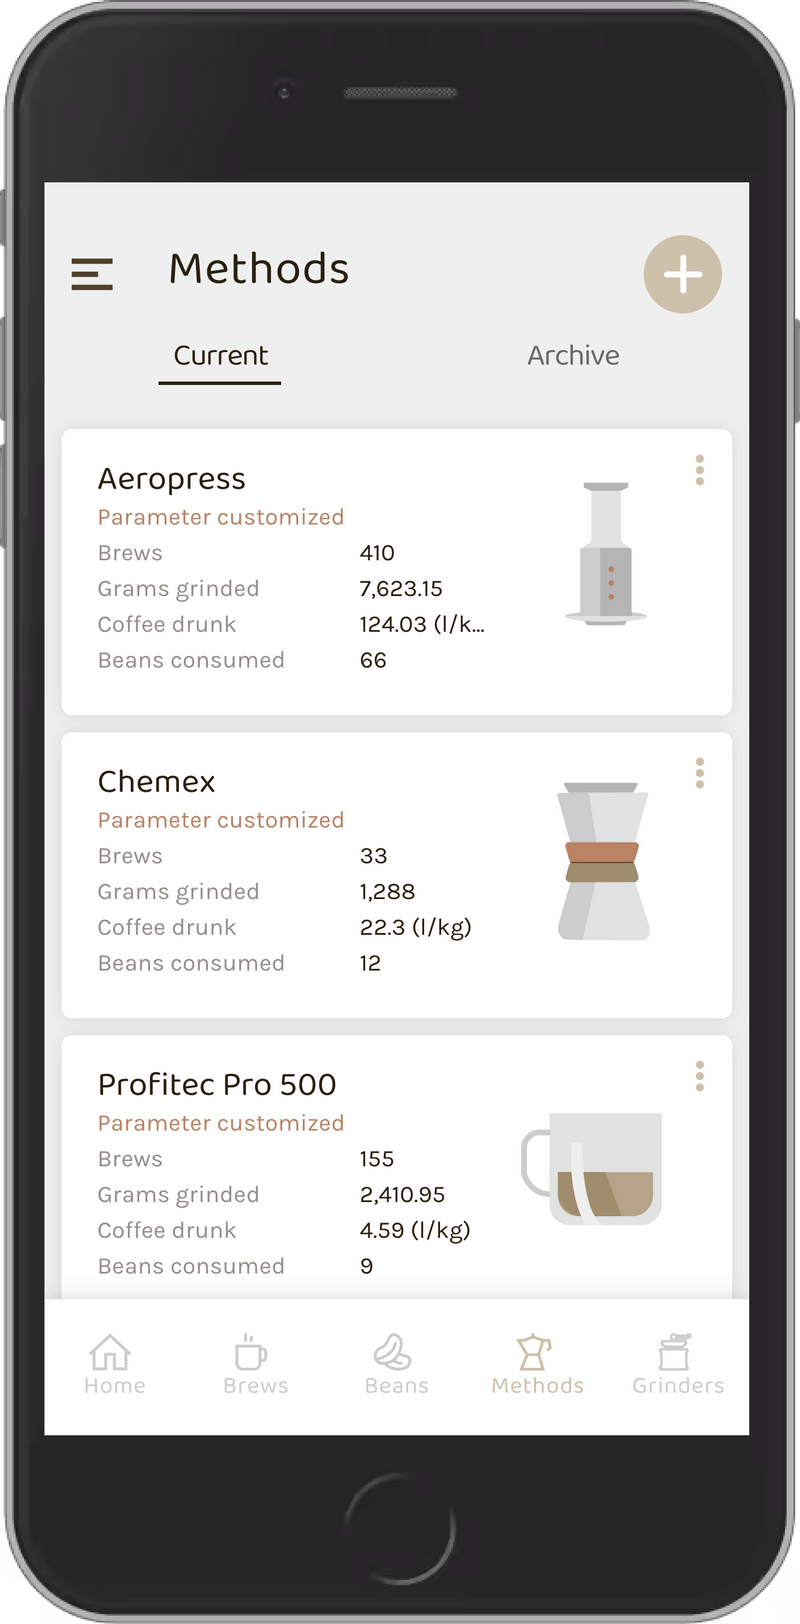 Methods
Current Archive
Aeropress
Parameter customized
Brews 410
Grams grinded 7,623.15
Coffee drunk 124.03 (l/k...
Beans consumed 66
Chemex
Parameter customized
Brews 33
Grams grinded 1,288
Coffee drunk 22.3 (l/kg)
Beans consumed 12
Profitec Pro 500
Parameter customized
Brews 155
Grams grinded 2,410.95
Coffee drunk 4.59 (l/kg)
Beans consumed 9
Home Brews Beans Methods Grinders